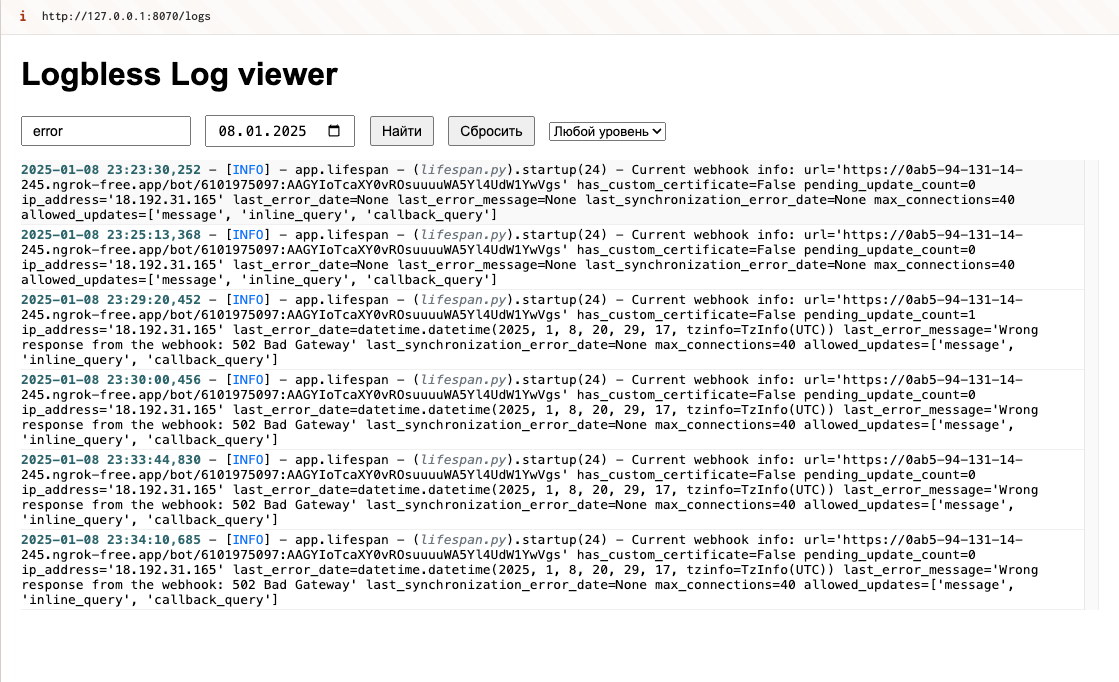 i http://127.0.0.1:8070/logs
Logbless Log viewer
error 08.01.2025 Найти Сбросить Любой уровень
2025-01-08 23:23:30,252 - [INFO] - app.lifespan - (lifespan.py).startup(24) - Current webhook info: url='https://0ab5-94-131-14-
245.ngrok-free.app/bot/6101975097:AAGYIoTcaXY0vROsuuuuWA5Yl4UdW1YwVgs' has_custom_certificate=False pending_update_count=0
ip_address='18.192.31.165' last_error_date=None last_error_message=None last_synchronization_error_date=None max_connections=40
allowed_updates=['message', 'inline_query', 'callback_query']
2025-01-08 23:25:13,368 - [INFO] - app.lifespan - (lifespan.py).startup(24) - Current webhook info: url='https://0ab5-94-131-14-
245.ngrok-free.app/bot/6101975097:AAGYIoTcaXY0vROsuuuuWA5Yl4UdW1YwVgs' has_custom_certificate=False pending_update_count=0
ip_address='18.192.31.165' last_error_date=None last_error_message=None last_synchronization_error_date=None max_connections=40
allowed_updates=['message', 'inline_query', 'callback_query']
2025-01-08 23:29:20,452 - [INFO] - app.lifespan - (lifespan.py).startup(24) - Current webhook info: url='https://0ab5-94-131-14-
245.ngrok-free.app/bot/6101975097:AAGYIoTcaXY0vROsuuuuWA5Yl4UdW1YwVgs' has_custom_certificate=False pending_update_count=1
ip_address='18.192.31.165' last_error_date=datetime.datetime(2025, 1, 8, 20, 29, 17, tzinfo=TzInfo(UTC)) last_error_message='Wrong
response from the webhook: 502 Bad Gateway' last_synchronization_error_date=None max_connections=40 allowed_updates=['message',
'inline_query', 'callback_query']
2025-01-08 23:30:00,456 - [INFO] - app.lifespan - (lifespan.py).startup(24) - Current webhook info: url='https://0ab5-94-131-14-
245.ngrok-free.app/bot/6101975097:AAGYIoTcaXY0vROsuuuuWA5Yl4UdW1YwVgs' has_custom_certificate=False pending_update_count=0
ip_address='18.192.31.165' last_error_date=datetime.datetime(2025, 1, 8, 20, 29, 17, tzinfo=TzInfo(UTC)) last_error_message='Wrong
response from the webhook: 502 Bad Gateway' last_synchronization_error_date=None max_connections=40 allowed_updates=['message',
'inline_query', 'callback_query']
2025-01-08 23:33:44,830 - [INFO] - app.lifespan - (lifespan.py).startup(24) - Current webhook info: url='https://0ab5-94-131-14-
245.ngrok-free.app/bot/6101975097:AAGYIoTcaXY0vROsuuuuWA5Yl4UdW1YwVgs' has_custom_certificate=False pending_update_count=0
ip_address='18.192.31.165' last_error_date=datetime.datetime(2025, 1, 8, 20, 29, 17, tzinfo=TzInfo(UTC)) last_error_message='Wrong
response from the webhook: 502 Bad Gateway' last_synchronization_error_date=None max_connections=40 allowed_updates=['message',
'inline_query', 'callback_query']
2025-01-08 23:34:10,685 - [INFO] - app.lifespan - (lifespan.py).startup(24) - Current webhook info: url='https://0ab5-94-131-14-
245.ngrok-free.app/bot/6101975097:AAGYIoTcaXY0vROsuuuuWA5Yl4UdW1YwVgs' has_custom_certificate=False pending_update_count=0
ip_address='18.192.31.165' last_error_date=datetime.datetime(2025, 1, 8, 20, 29, 17, tzinfo=TzInfo(UTC)) last_error_message='Wrong
response from the webhook: 502 Bad Gateway' last_synchronization_error_date=None max_connections=40 allowed_updates=['message',
'inline_query', 'callback_query']